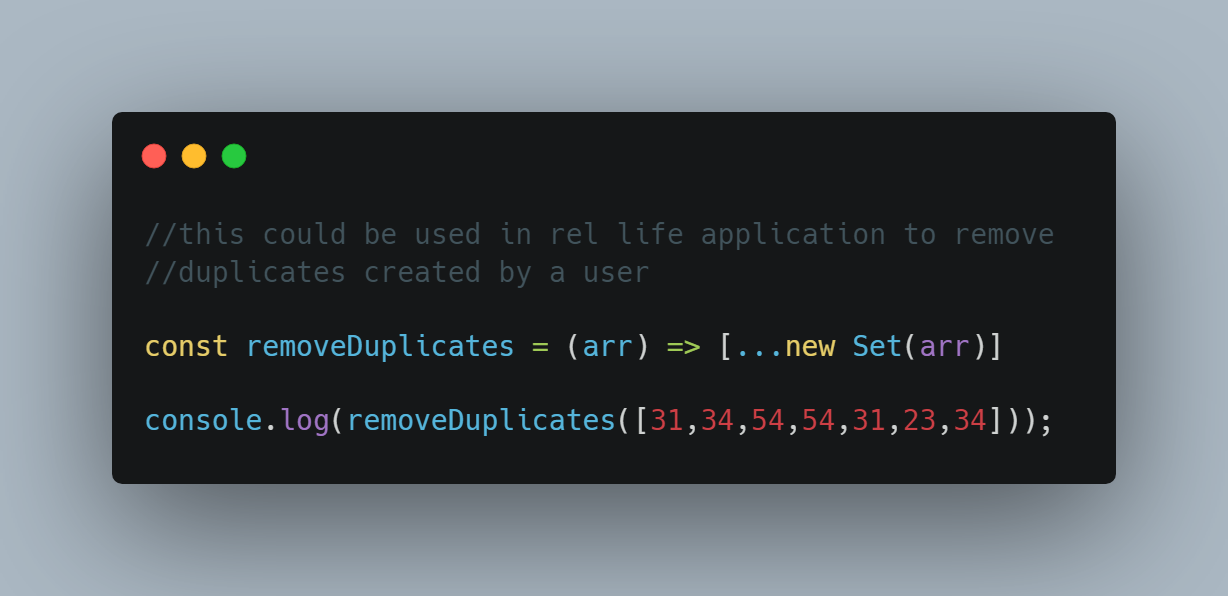 //this could be used in rel life application to remove
//duplicates created by a user
const removeDuplicates = (arr) => [...new Set(arr)]
console.log(removeDuplicates([31,34,54,54,31,23,34]));